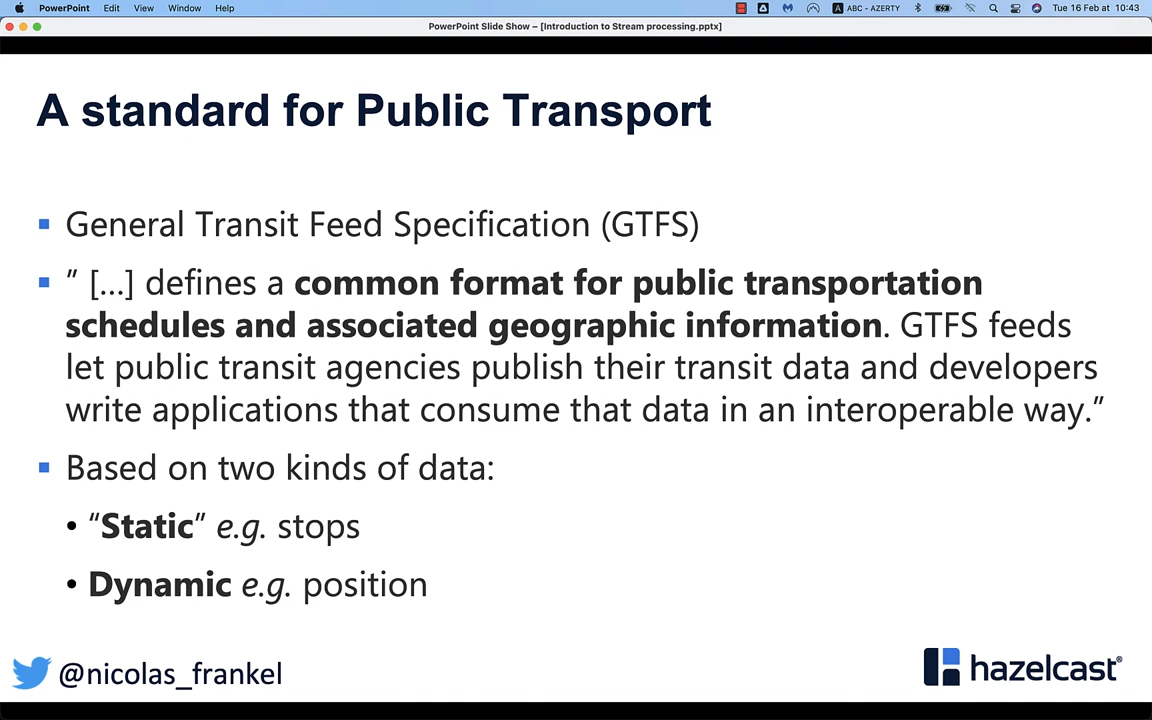 PowerPoint Edit View Window Help ABC - AZERTY Tue 16 Feb at 10:43
PowerPoint Slide Show – [Introduction to Stream processing.pptx]
A standard for Public Transport
General Transit Feed Specification (GTFS)
” […] defines a common format for public transportation
schedules and associated geographic information. GTFS feeds
let public transit agencies publish their transit data and developers
write applications that consume that data in an interoperable way.”
Based on two kinds of data:
• “Static” e.g. stops
• Dynamic e.g. position
@nicolas_frankel
hazelcast®